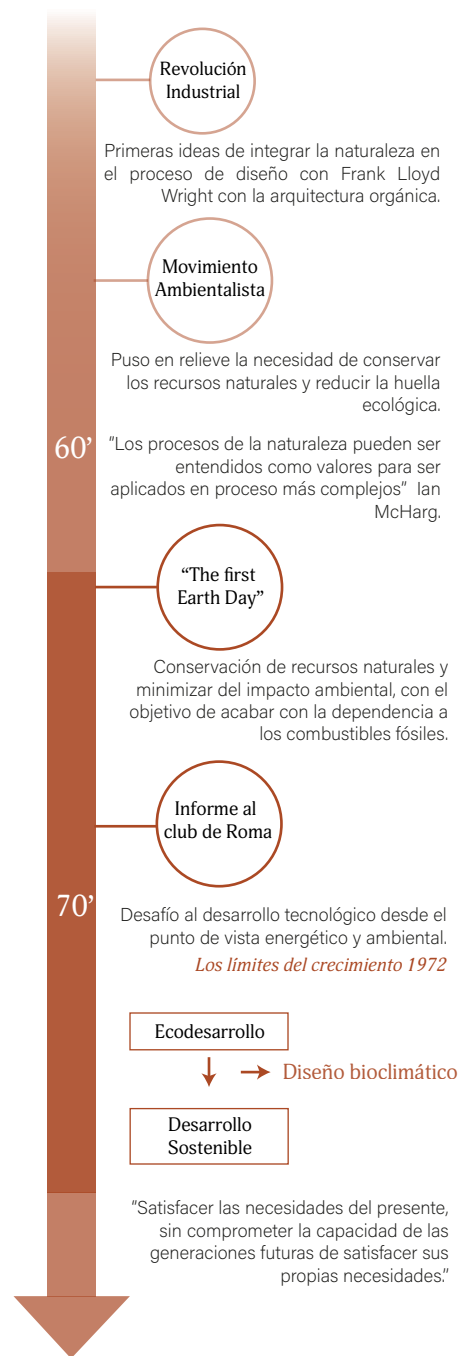 Revolución
Industrial
Primeras ideas de integrar la naturaleza en
el proceso de diseño con Frank Lloyd
Wright con la arquitectura orgánica.
Movimiento
Ambientalista
Puso en relieve la necesidad de conservar
los recursos naturales y reducir la huella
ecológica.
60’
"Los procesos de la naturaleza pueden ser
entendidos como valores para ser
aplicados en proceso más complejos" Ian
McHarg.
“The first
Earth Day”
Conservación de recursos naturales y
minimizar del impacto ambiental, con el
objetivo de acabar con la dependencia a
los combustibles fósiles.
Informe al
club de Roma
70’
Desafío al desarrollo tecnológico desde el
punto de vista energético y ambiental.
Los límites del crecimiento 1972
Ecodesarrollo
Diseño bioclimático
Desarrollo
Sostenible
"Satisfacer las necesidades del presente,
sin comprometer la capacidad de las
generaciones futuras de satisfacer sus
propias necesidades."